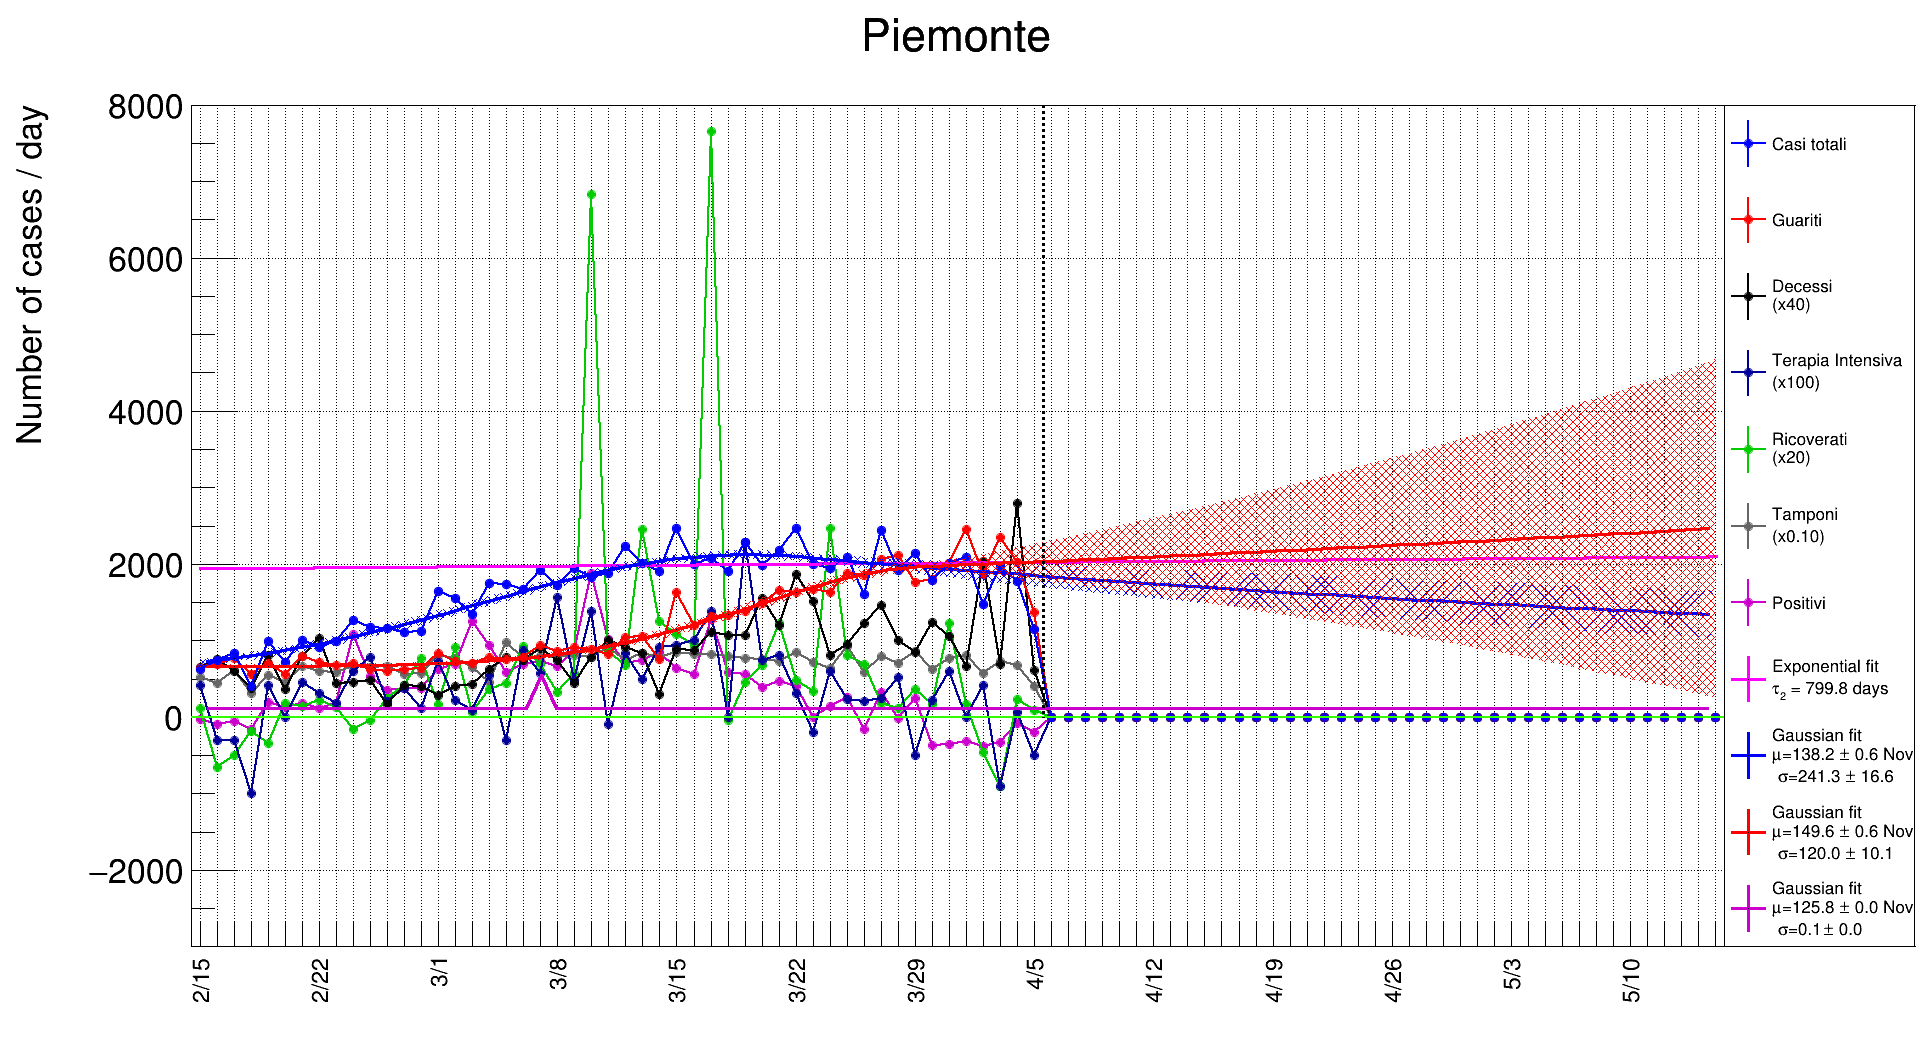 Piemonte
Number of cases / day
8000
6000
4000
2000
0
−2000
2/15
2/22
3/1
3/8
3/15
3/22
3/29
4/5
4/12
4/19
4/26
5/3
5/10
Casi totali
Guariti
Decessi
(x40)
Terapia Intensiva
(x100)
Ricoverati
(x20)
Tamponi
(x0.10)
Positivi
Exponential fit
τ2 = 799.8 days
Gaussian fit
μ=138.2 ± 0.6 Nov
σ=241.3 ± 16.6
Gaussian fit
μ=149.6 ± 0.6 Nov
σ=120.0 ± 10.1
Gaussian fit
μ=125.8 ± 0.0 Nov
σ=0.1 ± 0.0